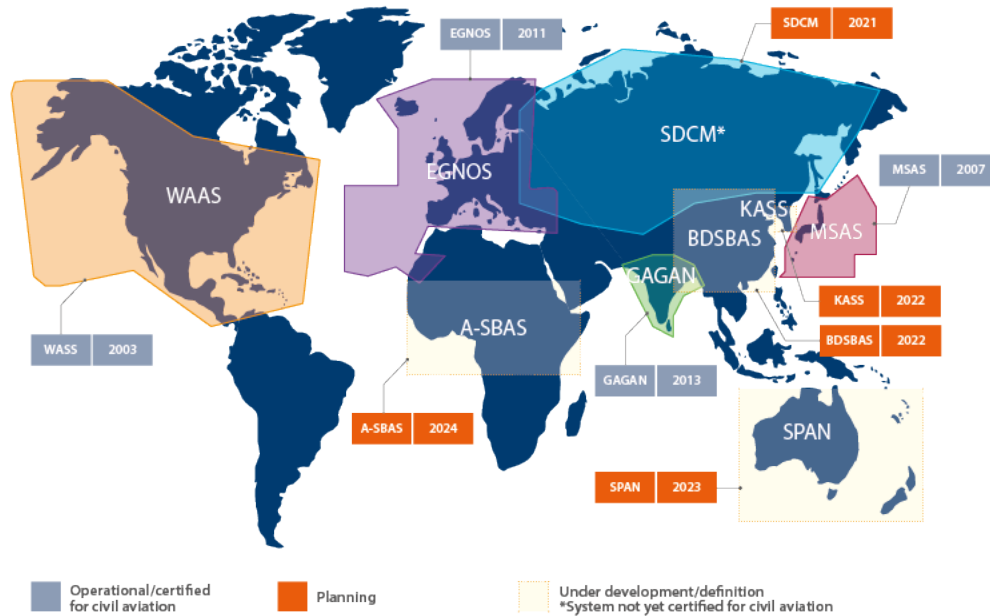 EGNOS 2011
SDCM 2021
SDCM*
MSAS 2007
WAAS
EGNOS
KASS
MSAS
BDSBAS
GAGAN
KASS 2022
A-SBAS
BDSBAS 2022
WASS 2003
GAGAN 2013
A-SBAS 2024
SPAN
SPAN 2023
Operational/certified
for civil aviation
Planning
Under development/definition
*System not yet certified for civil aviation